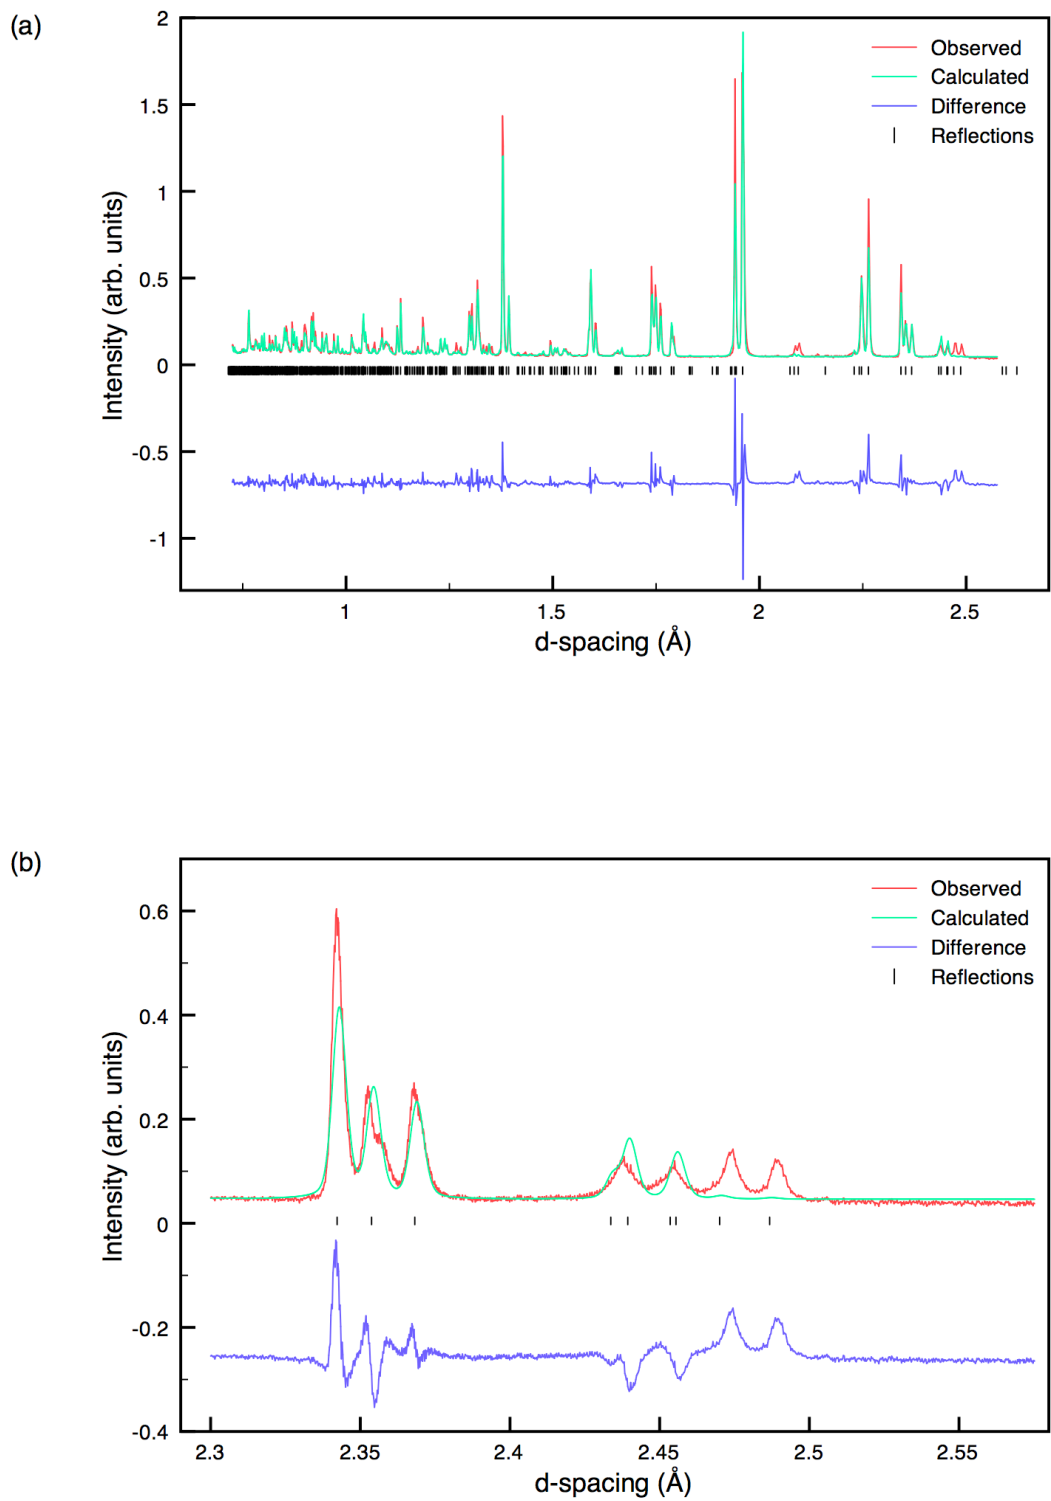 (a)
2
1.5
1
0.5
0
-0.5
-1
Intensity (arb. units)
Observed
Calculated
Difference
Reflections
1
1.5
2
2.5
d-spacing (Å)
(b)
0.6
0.4
0.2
0
-0.2
-0.4
Intensity (arb. units)
Observed
Calculated
Difference
Reflections
2.3
2.35
2.4
2.45
2.5
2.55
d-spacing (Å)